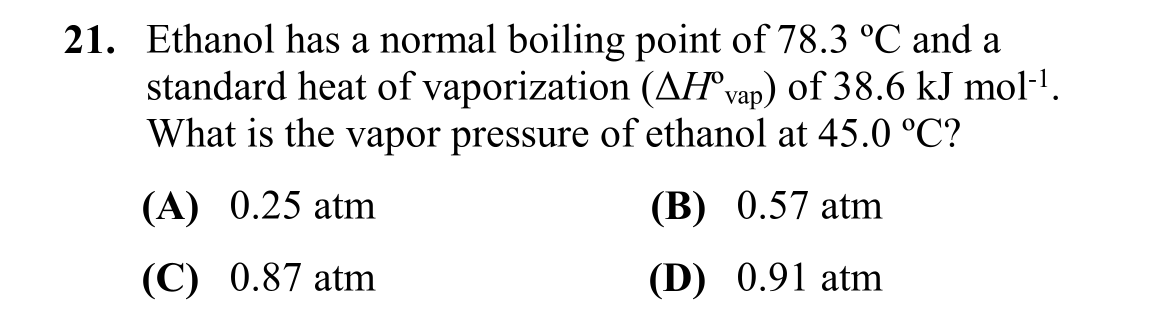 21. Ethanol has a normal boiling point of 78.3 ºC and a
standard heat of vaporization (ΔHºvap) of 38.6 kJ mol-1.
What is the vapor pressure of ethanol at 45.0 ºC?
(A) 0.25 atm (B) 0.57 atm
(C) 0.87 atm (D) 0.91 atm